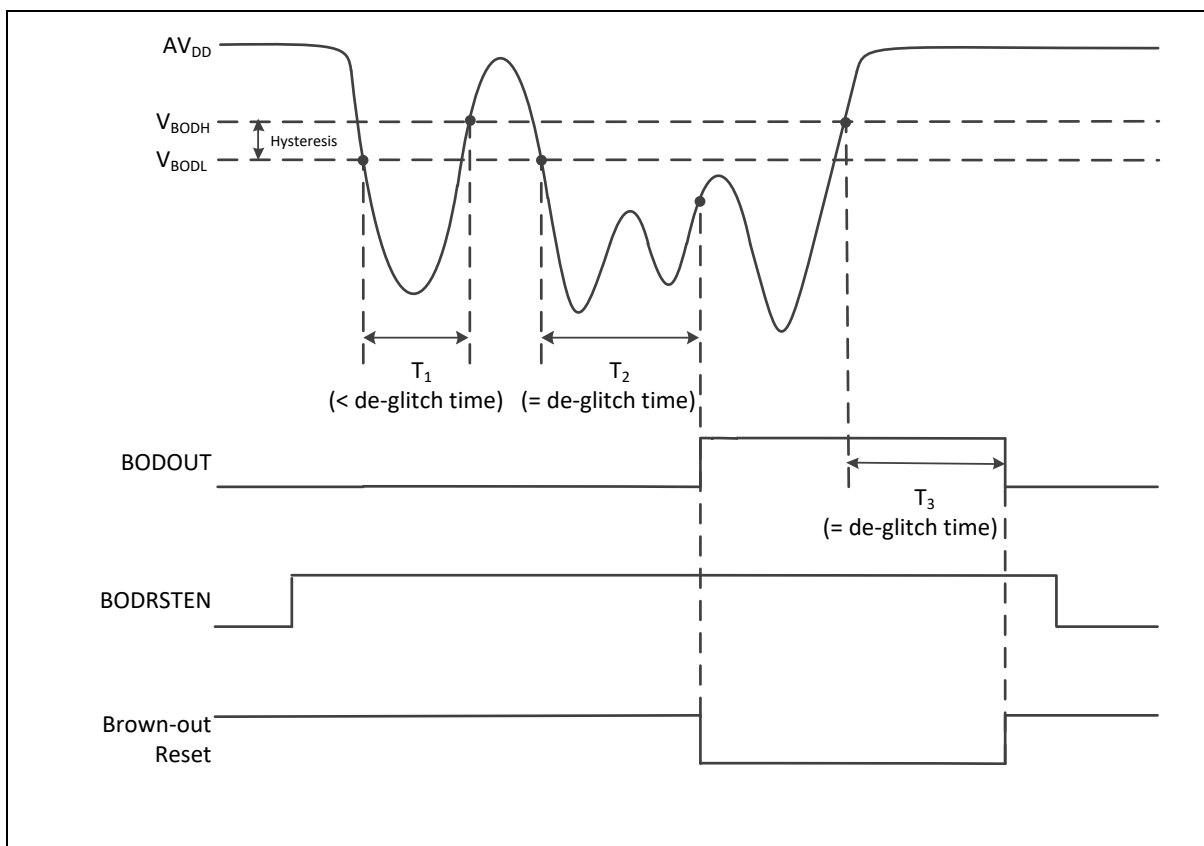 AVDD
VBODH
Hysteresis
VBODL
T1
(< de-glitch time)
T2
(= de-glitch time)
BODOUT
T3
(= de-glitch time)
BODRSTEN
Brown-out
Reset